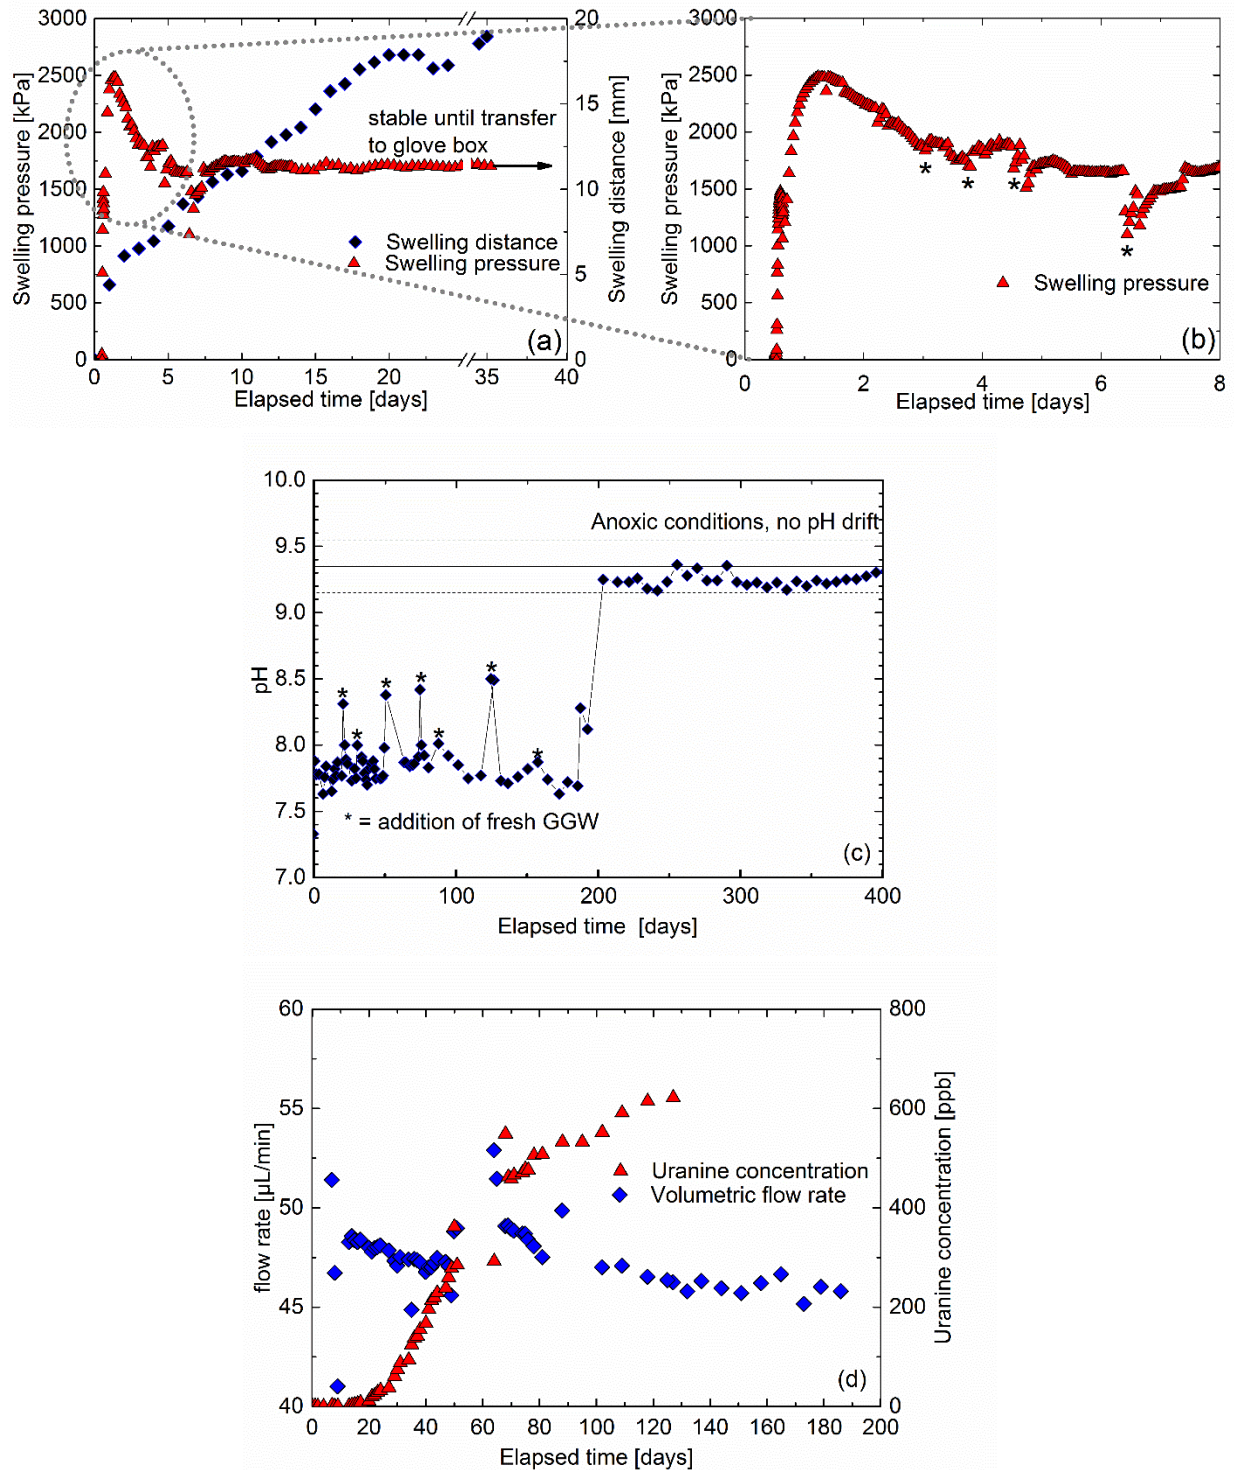 3000
2500
2000
1500
1000
500
0
Swelling pressure [kPa]
20
15
10
5
0
Swelling distance [mm]
stable until transfer
to glove box
Swelling distance
Swelling pressure
(a)
0 5 10 15 20 25 35 40
Elapsed time [days]
3000
2500
2000
1500
1000
500
0
Swelling pressure [kPa]
* * * *
Swelling pressure
(b)
0 2 4 6 8
Elapsed time [days]
10.0
9.5
9.0
8.5
8.0
7.5
7.0
pH
Anoxic conditions, no pH drift
* * * * * * *
* = addition of fresh GGW
(c)
0 100 200 300 400
Elapsed time [days]
60
55
50
45
40
flow rate [µL/min]
800
600
400
200
0
Uranine concentration [ppb]
Uranine concentration
Volumetric flow rate
(d)
0 20 40 60 80 100 120 140 160 180 200
Elapsed time [days]